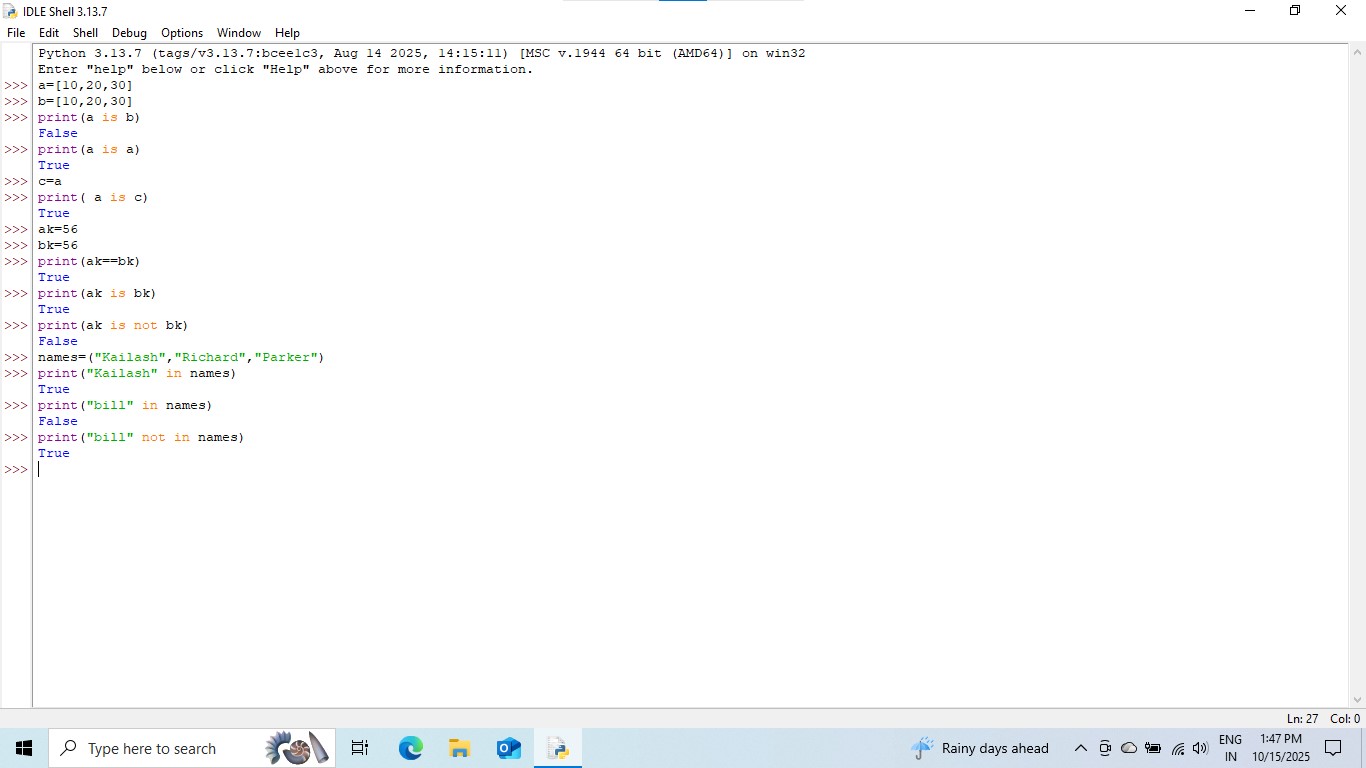 IDLE Shell 3.13.7
File Edit Shell Debug Options Window Help
Python 3.13.7 (tags/v3.13.7:bcee1c3, Aug 14 2025, 14:15:11) [MSC v.1944 64 bit (AMD64)] on win32
Enter "help" below or click "Help" above for more information.
>>> a=[10,20,30]
>>> b=[10,20,30]
>>> print(a is b)
False
>>> print(a is a)
True
>>> c=a
>>> print( a is c)
True
>>> ak=56
>>> bk=56
>>> print(ak==bk)
True
>>> print(ak is bk)
True
>>> print(ak is not bk)
False
>>> names=("Kailash","Richard","Parker")
>>> print("Kailash" in names)
True
>>> print("bill" in names)
False
>>> print("bill" not in names)
True
>>>
Ln: 27 Col: 0
Type here to search
Rainy days ahead
ENG
IN
1:47 PM
10/15/2025